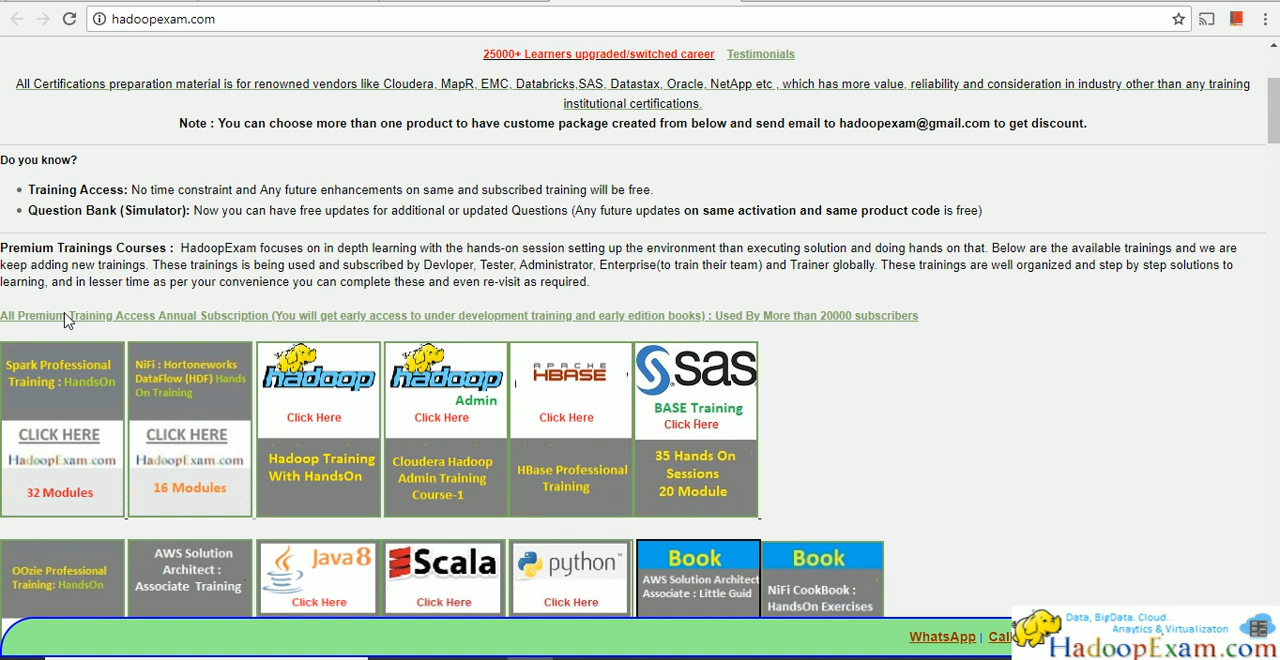 hadoopexam.com
25000+ Learners upgraded/switched career Testimonials
All Certifications preparation material is for renowned vendors like Cloudera, MapR, EMC, Databricks,SAS, Datastax, Oracle, NetApp etc , which has more value, reliability and consideration in industry other than any training
institutional certifications.
Note : You can choose more than one product to have custome package created from below and send email to hadoopexam@gmail.com to get discount.
Do you know?
Training Access: No time constraint and Any future enhancements on same and subscribed training will be free.
Question Bank (Simulator): Now you can have free updates for additional or updated Questions (Any future updates on same activation and same product code is free)
Premium Trainings Courses : HadoopExam focuses on in depth learning with the hands-on session setting up the environment than executing solution and doing hands on that. Below are the available trainings and we are
keep adding new trainings. These trainings is being used and subscribed by Devloper, Tester, Administrator, Enterprise(to train their team) and Trainer globally. These trainings are well organized and step by step solutions to
learning, and in lesser time as per your convenience you can complete these and even re-visit as required.
All Premium Training Access Annual Subscription (You will get early access to under development training and early edition books) : Used By More than 20000 subscribers
Spark Professional
Training : HandsOn
CLICK HERE
HadoopExam.com
32 Modules
NiFi : Hortoneworks
DataFlow (HDF) Hands
On Training
CLICK HERE
HadoopExam.com
16 Modules
hadoop
Click Here
Hadoop Training
With HandsOn
hadoop
Admin
Click Here
Cloudera Hadoop
Admin Training
Course-1
APACHE
HBASE
Click Here
HBase Professional
Training
sas
BASE Training
Click Here
35 Hands On
Sessions
20 Module
OOzie Professional
Training: HandsOn
AWS Solution
Architect :
Associate Training
Java8
Click Here
Scala
Click Here
python™
Click Here
Book
AWS Solution Architect
Associate : Little Guid
Book
NiFi CookBook :
HandsOn Exercises
WhatsApp | Cal
Data, BigData. Cloud..
Anaytics & Virtualizaton
HadoopExam.com